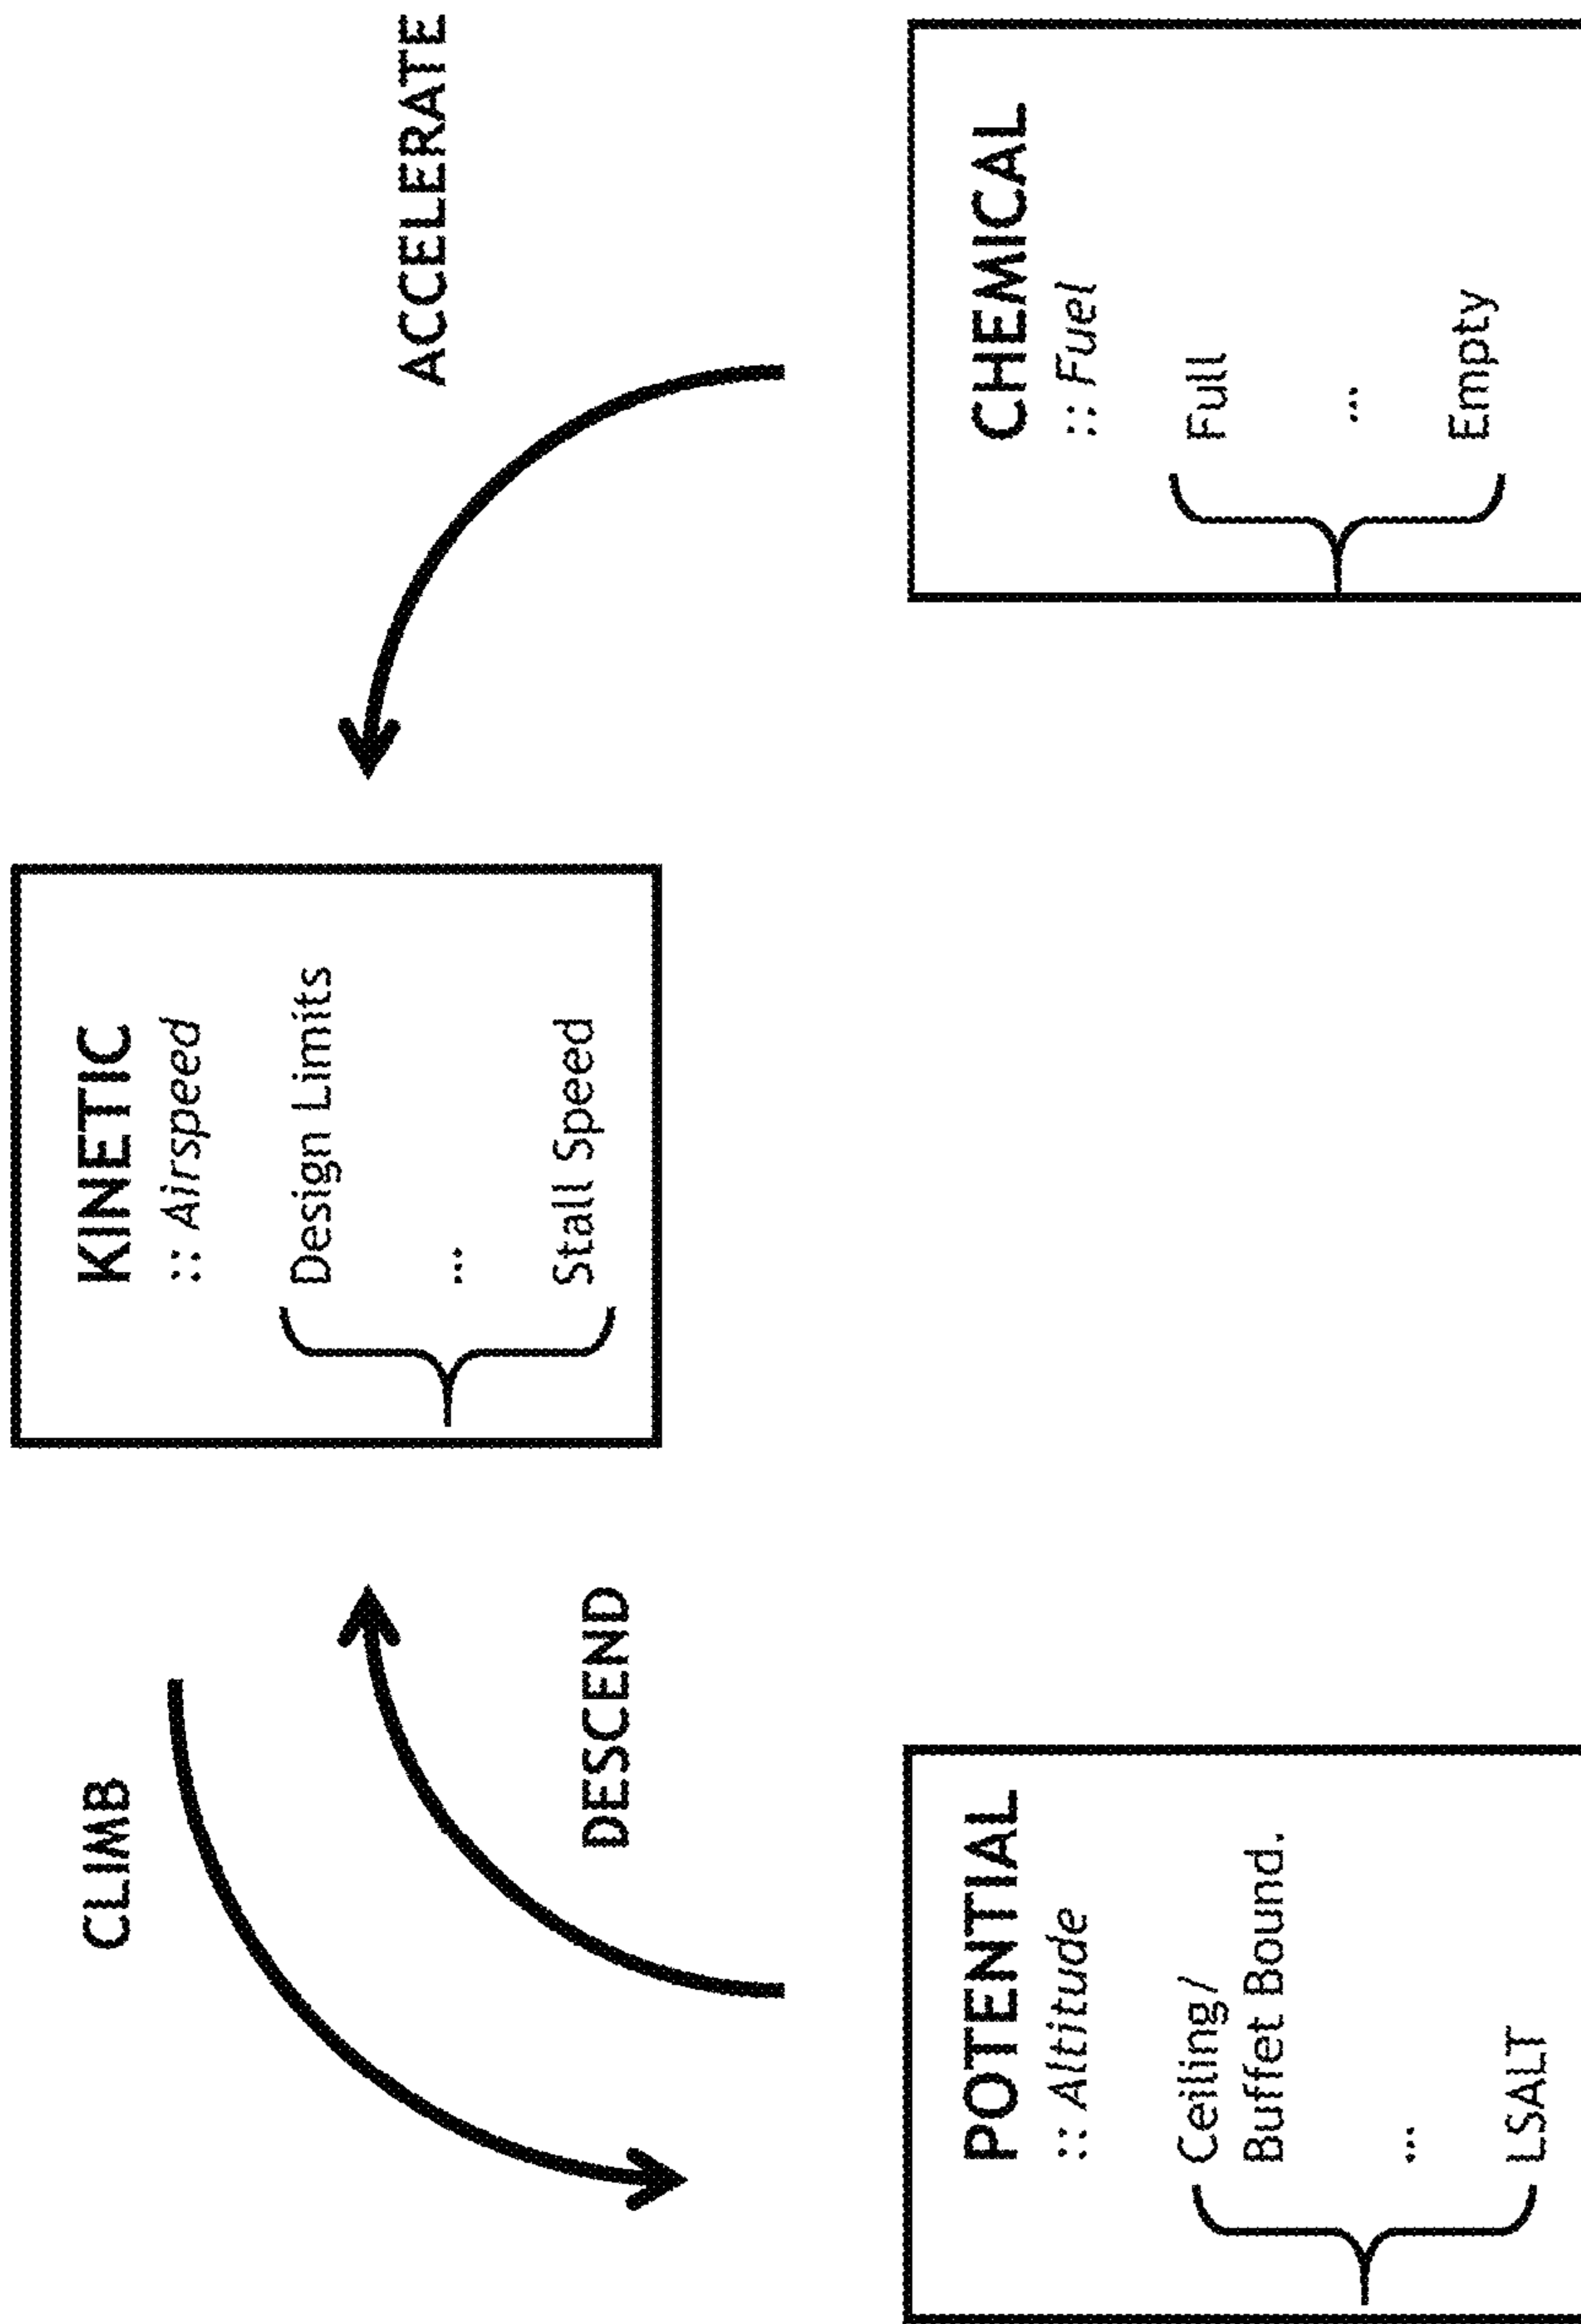 KINETIC
:: Airspeed
Design Limits
...
Stall Speed
CLIMB
DESCEND
ACCELERATE
POTENTIAL
:: Altitude
Ceiling/
Buffet Bound.
...
LSALT
CHEMICAL
:: Fuel
Full
...
Empty